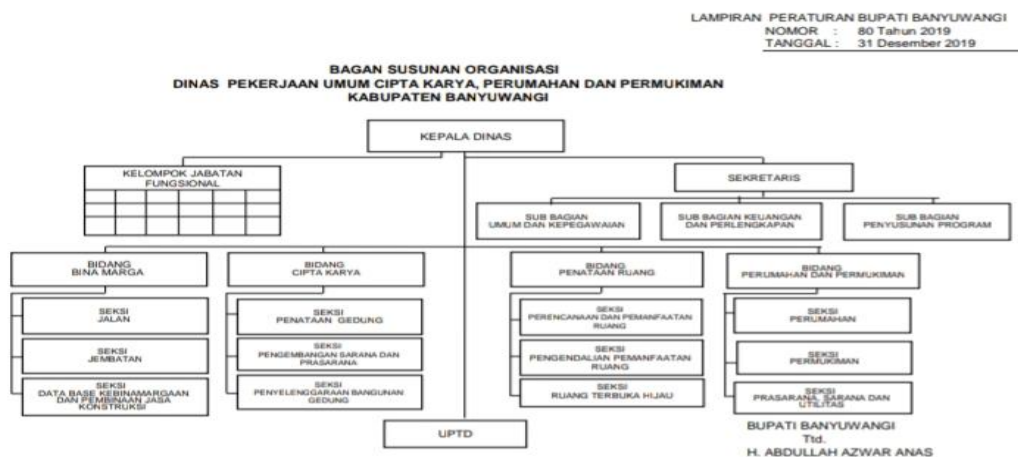 LAMPIRAN PERATURAN BUPATI BANYUWANGI
NOMOR : 80 Tahun 2019
TANGGAL : 31 Desember 2019
BAGAN SUSUNAN ORGANISASI
DINAS PEKERJAAN UMUM CIPTA KARYA, PERUMAHAN DAN PERMUKIMAN
KABUPATEN BANYUWANGI
KEPALA DINAS
KELOMPOK JABATAN
FUNGSIONAL
SEKRETARIS
SUB BAGIAN
UMUM DAN KEPEGAWAIAN
SUB BAGIAN KEUANGAN
DAN PERLENGKAPAN
SUB BAGIAN
PENYUSUNAN PROGRAM
BIDANG
BINA MARGA
SEKSI
JALAN
SEKSI
JEMBATAN
SEKSI
DATA BASE KEBINAMARGAAN
DAN PEMBINAAN JASA
KONSTRUKSI
BIDANG
CIPTA KARYA
SEKSI
PENATAAN GEDUNG
SEKSI
PENGEMBANGAN SARANA DAN
PRASARANA
SEKSI
PENYELENGGARAAN BANGUNAN
GEDUNG
BIDANG
PENATAAN RUANG
SEKSI
PERENCANAAN DAN PEMANFAATAN
RUANG
SEKSI
PENGENDALIAN PEMANFAATAN
RUANG
SEKSI
RUANG TERBUKA HIJAU
BIDANG
PERUMAHAN DAN PERMUKIMAN
SEKSI
PERUMAHAN
SEKSI
PERMUKIMAN
SEKSI
PRASARANA, SARANA DAN
UTILITAS
UPTD
BUPATI BANYUWANGI
Ttd.
H. ABDULLAH AZWAR ANAS